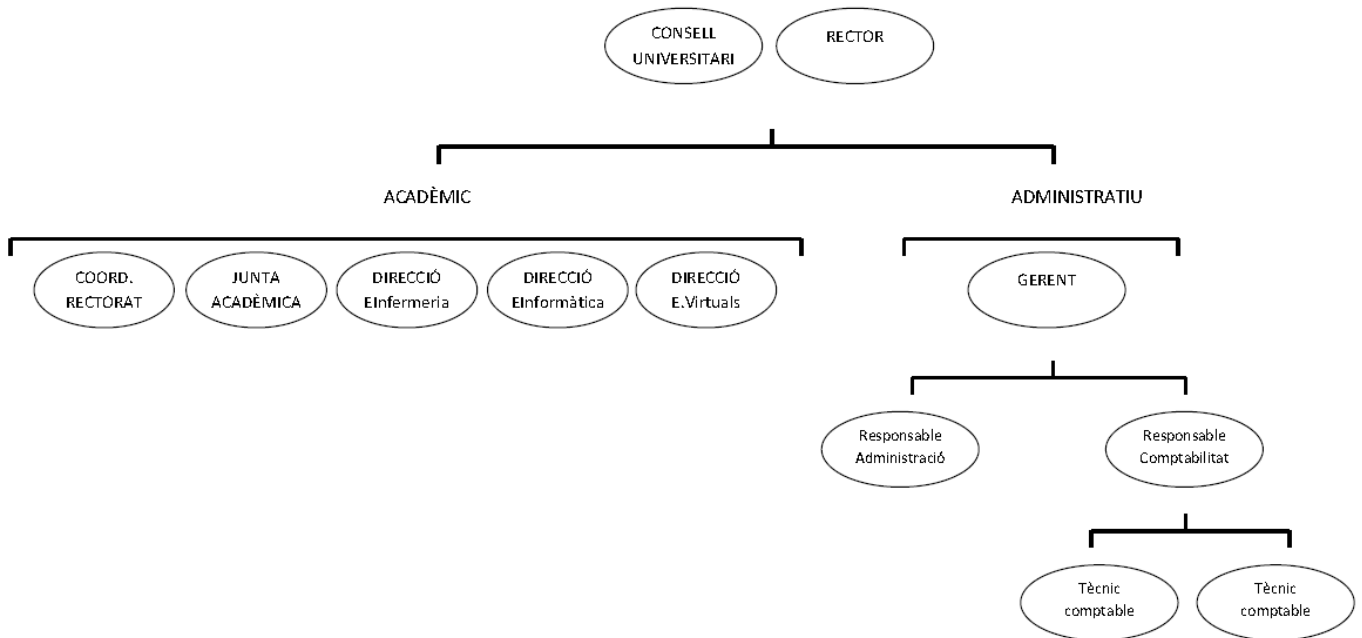 CONSELL
UNIVERSITARI
RECTOR
ACADÈMIC
ADMINISTRATIU
COORD.
RECTORAT
JUNTA
ACADÈMICA
DIRECCIÓ
EInfermeria
DIRECCIÓ
EInformàtica
DIRECCIÓ
E.Virtuals
GERENT
Responsable
Administració
Responsable
Comptabilitat
Tècnic
comptable
Tècnic
comptable